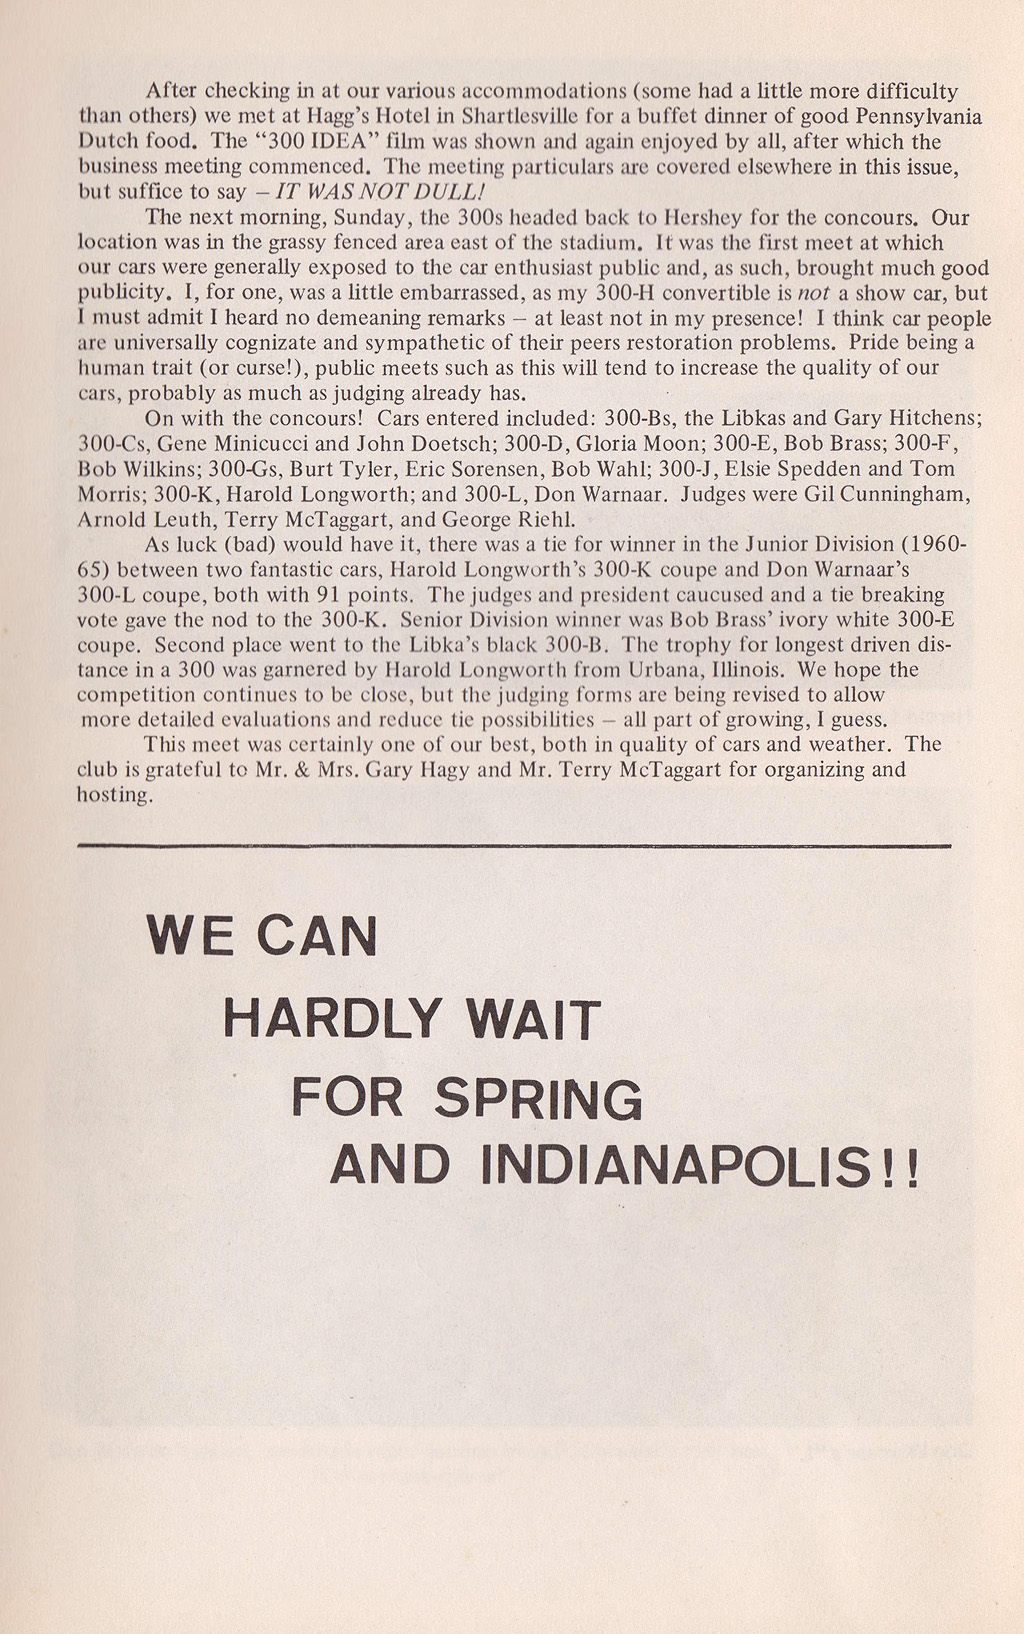 After checking in at our various accommodations (some had a little more difficulty
than others) we met at Hagg's Hotel in Shartlesville for a buffet dinner of good Pennsylvania
Dutch food. The “300 IDEA” film was shown and again enjoyed by all, after which the
business meeting commenced. The meeting particulars are covered elsewhere in this issue,
but suffice to say – IT WAS NOT DULL!
The next morning, Sunday, the 300s headed back to Hershey for the concours. Our
location was in the grassy fenced area east of the stadium. It was the first meet at which
our cars were generally exposed to the car enthusiast public and, as such, brought much good
publicity. I, for one, was a little embarrassed, as my 300-H convertible is not a show car, but
I must admit I heard no demeaning remarks – at least not in my presence! I think car people
are universally cognizate and sympathetic of their peers restoration problems. Pride being a
human trait (or curse!), public meets such as this will tend to increase the quality of our
cars, probably as much as judging already has.
On with the concours! Cars entered included: 300-Bs, the Libkas and Gary Hitchens;
300-Cs, Gene Minicucci and John Doetsch; 300-D, Gloria Moon; 300-E, Bob Brass; 300-F,
Bob Wilkins; 300-Gs, Burt Tyler, Eric Sorensen, Bob Wahl; 300-J, Elsie Spedden and Tom
Morris; 300-K, Harold Longworth; and 300-L, Don Warnaar. Judges were Gil Cunningham,
Arnold Leuth, Terry McTaggart, and George Riehl.
As luck (bad) would have it, there was a tie for winner in the Junior Division (1960-
65) between two fantastic cars, Harold Longworth's 300-K coupe and Don Warnaar's
300-L coupe, both with 91 points. The judges and president caucused and a tie breaking
vote gave the nod to the 300-K. Senior Division winner was Bob Brass' ivory white 300-E
coupe. Second place went to the Libka's black 300-B. The trophy for longest driven dis-
tance in a 300 was garnered by Harold Longworth from Urbana, Illinois. We hope the
competition continues to be close, but the judging forms are being revised to allow
more detailed evaluations and reduce tie possibilities – all part of growing, I guess.
This meet was certainly one of our best, both in quality of cars and weather. The
club is grateful to Mr. & Mrs. Gary Hagy and Mr. Terry McTaggart for organizing and
hosting.
WE CAN
HARDLY WAIT
FOR SPRING
AND INDIANAPOLIS!!